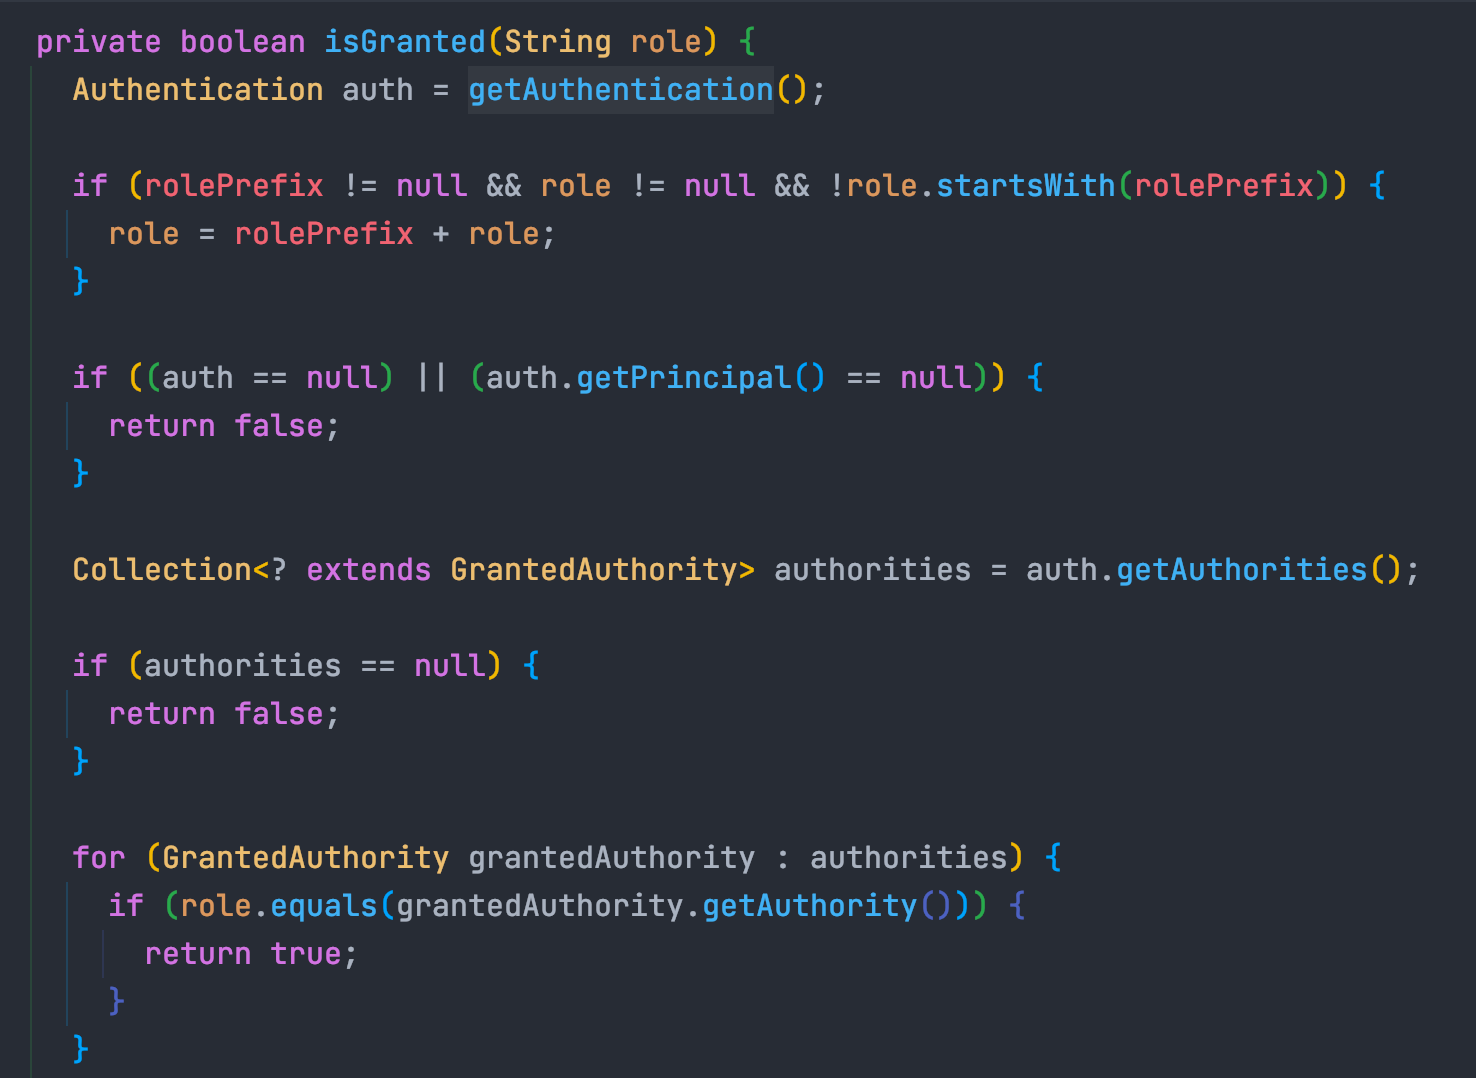 private boolean isGranted(String role) {
  Authentication auth = getAuthentication();

  if (rolePrefix != null && role != null && !role.startsWith(rolePrefix)) {
    role = rolePrefix + role;
  }

  if ((auth == null) || (auth.getPrincipal() == null)) {
    return false;
  }

  Collection<? extends GrantedAuthority> authorities = auth.getAuthorities();

  if (authorities == null) {
    return false;
  }

  for (GrantedAuthority grantedAuthority : authorities) {
    if (role.equals(grantedAuthority.getAuthority())) {
      return true;
    }
  }